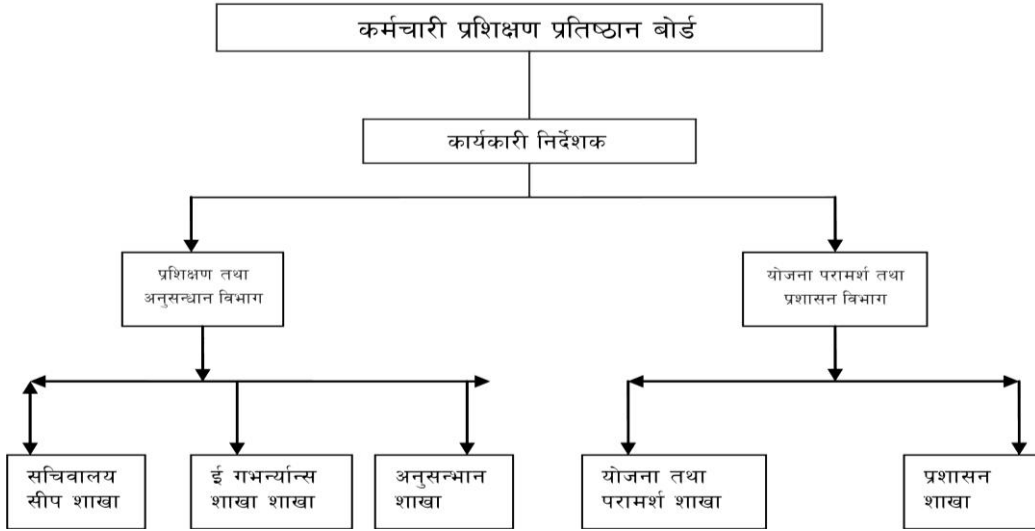 कर्मचारी प्रशिक्षण प्रतिष्ठान बोर्ड
कार्यकारी निर्देशक
प्रशिक्षण तथा
अनुसन्धान विभाग
योजना परामर्श तथा
प्रशासन विभाग
सचिवालय
सीप शाखा
ई गभर्न्यान्स
शाखा शाखा
अनुसन्भान
शाखा
योजना तथा
परामर्श शाखा
प्रशासन
शाखा